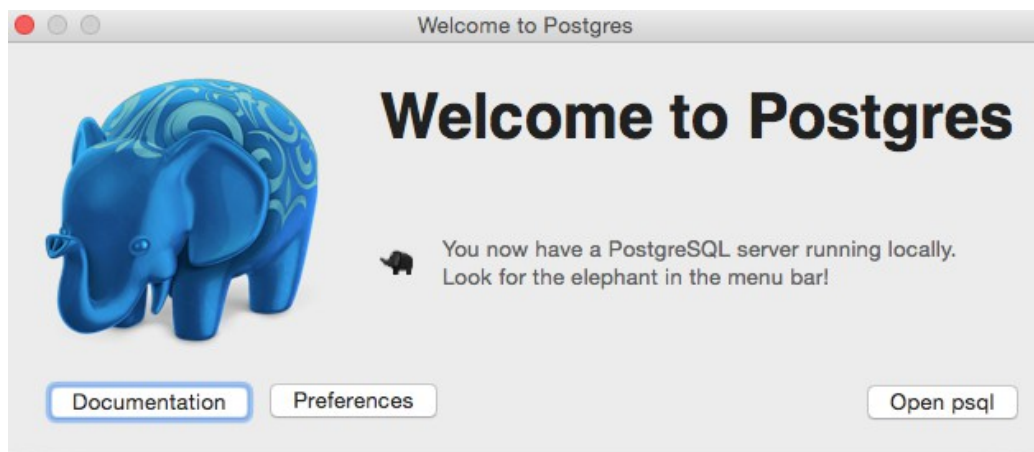 Welcome to Postgres
Welcome to Postgres
You now have a PostgreSQL server running locally.
Look for the elephant in the menu bar!
Documentation
Preferences
Open psql